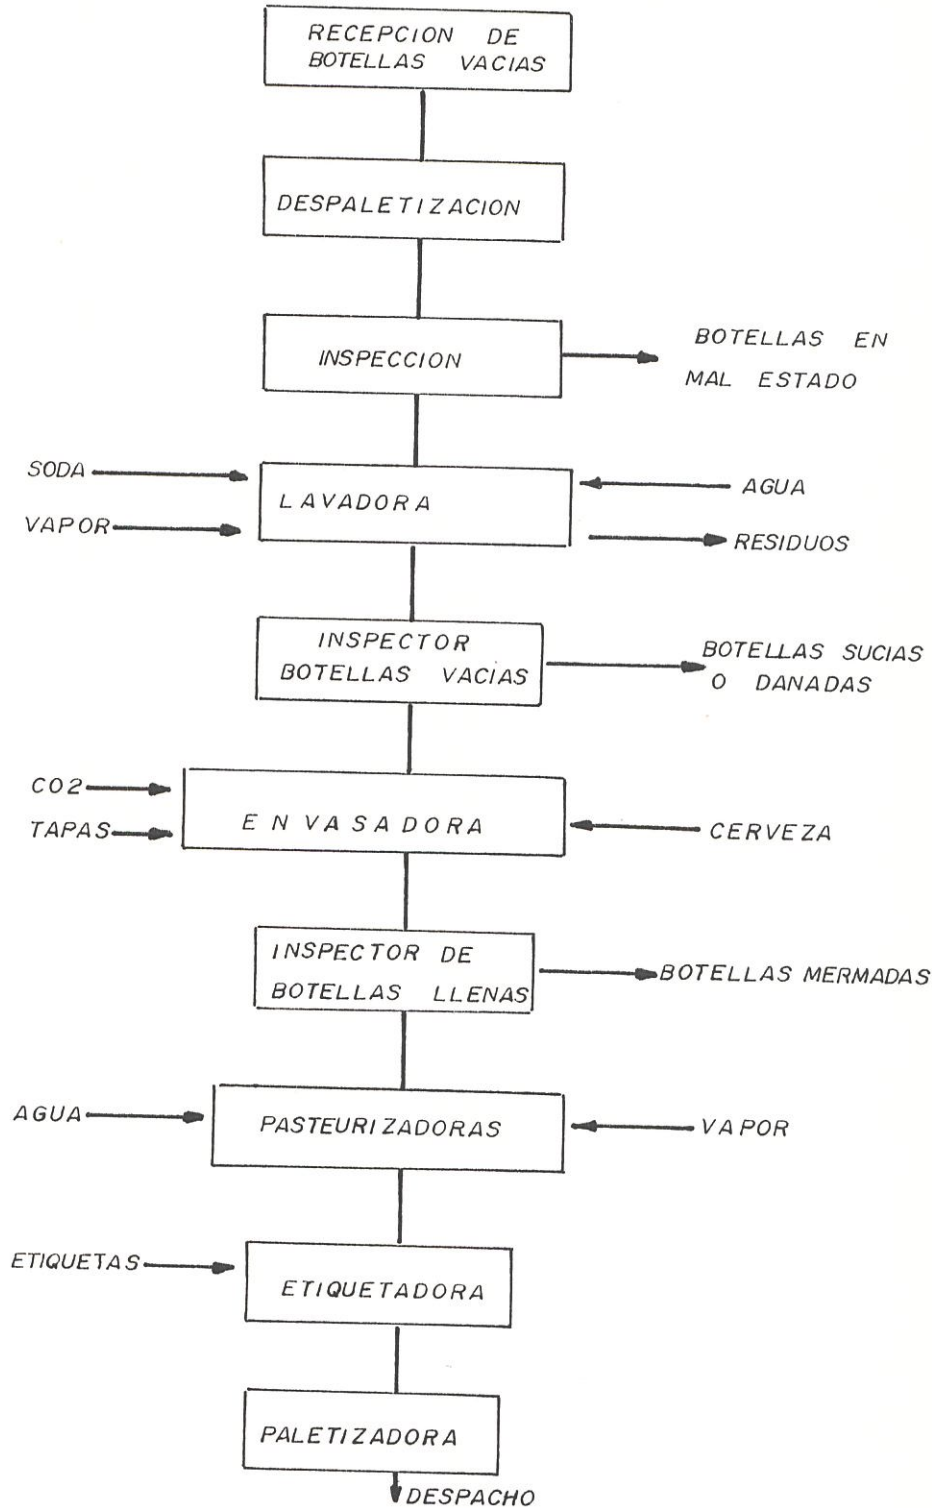 RECEPCION DE
BOTELLAS VACIAS
DESPALETIZACION
INSPECCION
BOTELLAS EN
MAL ESTADO
SODA
VAPOR
LAVADORA
AGUA
RESIDUOS
INSPECTOR
BOTELLAS VACIAS
BOTELLAS SUCIAS
O DANADAS
CO2
TAPAS
ENVASADORA
CERVEZA
INSPECTOR DE
BOTELLAS LLENAS
BOTELLAS MERMADAS
AGUA
PASTEURIZADORAS
VAPOR
ETIQUETAS
ETIQUETADORA
PALETIZADORA
DESPACHO